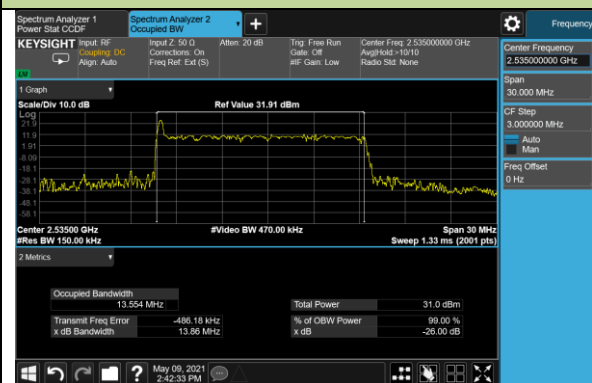 Spectrum Analyzer 1
Power Stat CCDF
Spectrum Analyzer 2
Occupied BW
+
Frequency
KEYSIGHT
Input: RF
Coupling: DC
Align: Auto
Input Z: 50 Ω
Corrections: On
Freq Ref: Ext (S)
Atten: 20 dB
Trig: Free Run
Gate: Off
#IF Gain: Low
Center Freq: 2.535000000 GHz
Avg|Hold:>10/10
Radio Std: None
Center Frequency
2.535000000 GHz
Span
30.000 MHz
CF Step
3.000000 MHz
Auto
Man
Freq Offset
0 Hz
1 Graph
Scale/Div 10.0 dB
Ref Value 31.91 dBm
Log
21.9
11.9
1.91
-8.09
-18.1
-28.1
-38.1
-48.1
-58.1
Center 2.53500 GHz
#Video BW 470.00 kHz
Span 30 MHz
#Res BW 150.00 kHz
Sweep 1.33 ms (2001 pts)
2 Metrics
Occupied Bandwidth
13.554 MHz
Total Power
31.0 dBm
Transmit Freq Error
-486.18 kHz
% of OBW Power
99.00 %
x dB Bandwidth
13.86 MHz
x dB
-26.00 dB
?
May 09, 2021
2:42:33 PM